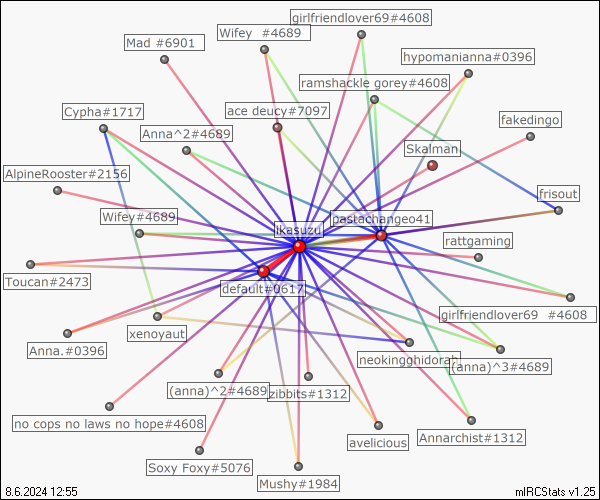 girlfriendlover69#4608
Wifey  #4689
Mad #6901
hypomanianna#0396
ramshackle gorey#4608
Cypha#1717
ace deucy#7097
fakedingo
Anna^2#4689
Skalman
AlpineRooster#2156
frisout
Wifey#4689
pastachangeo41
ikasuzu
rattgaming
Toucan#2473
default#0617
girlfriendlover69  #4608
xenoyaut
Anna.#0396
neokingghidorah
(anna)^3#4689
(anna)^2#4689
zibbits#1312
no cops no laws no hope#4608
avelicious
Annarchist#1312
Soxy Foxy#5076
Mushy#1984
8.6.2024 12:55
mIRCStats v1.25